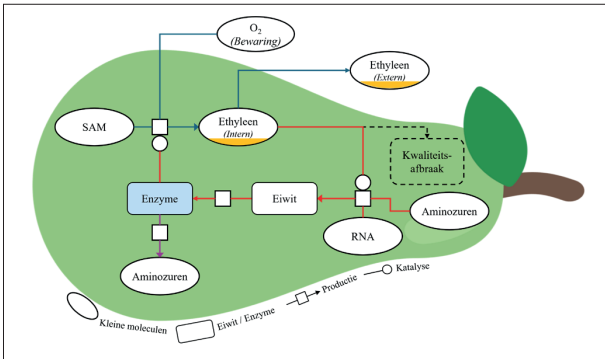 O₂
(Bewaring)
Ethyleen
(Extern)
SAM
Ethyleen
(Intern)
Kwaliteits-
afbraak
Enzyme
Eiwit
Aminozuren
RNA
Aminozuren
Kleine moleculen
Eiwit / Enzyme
Productie
Katalyse